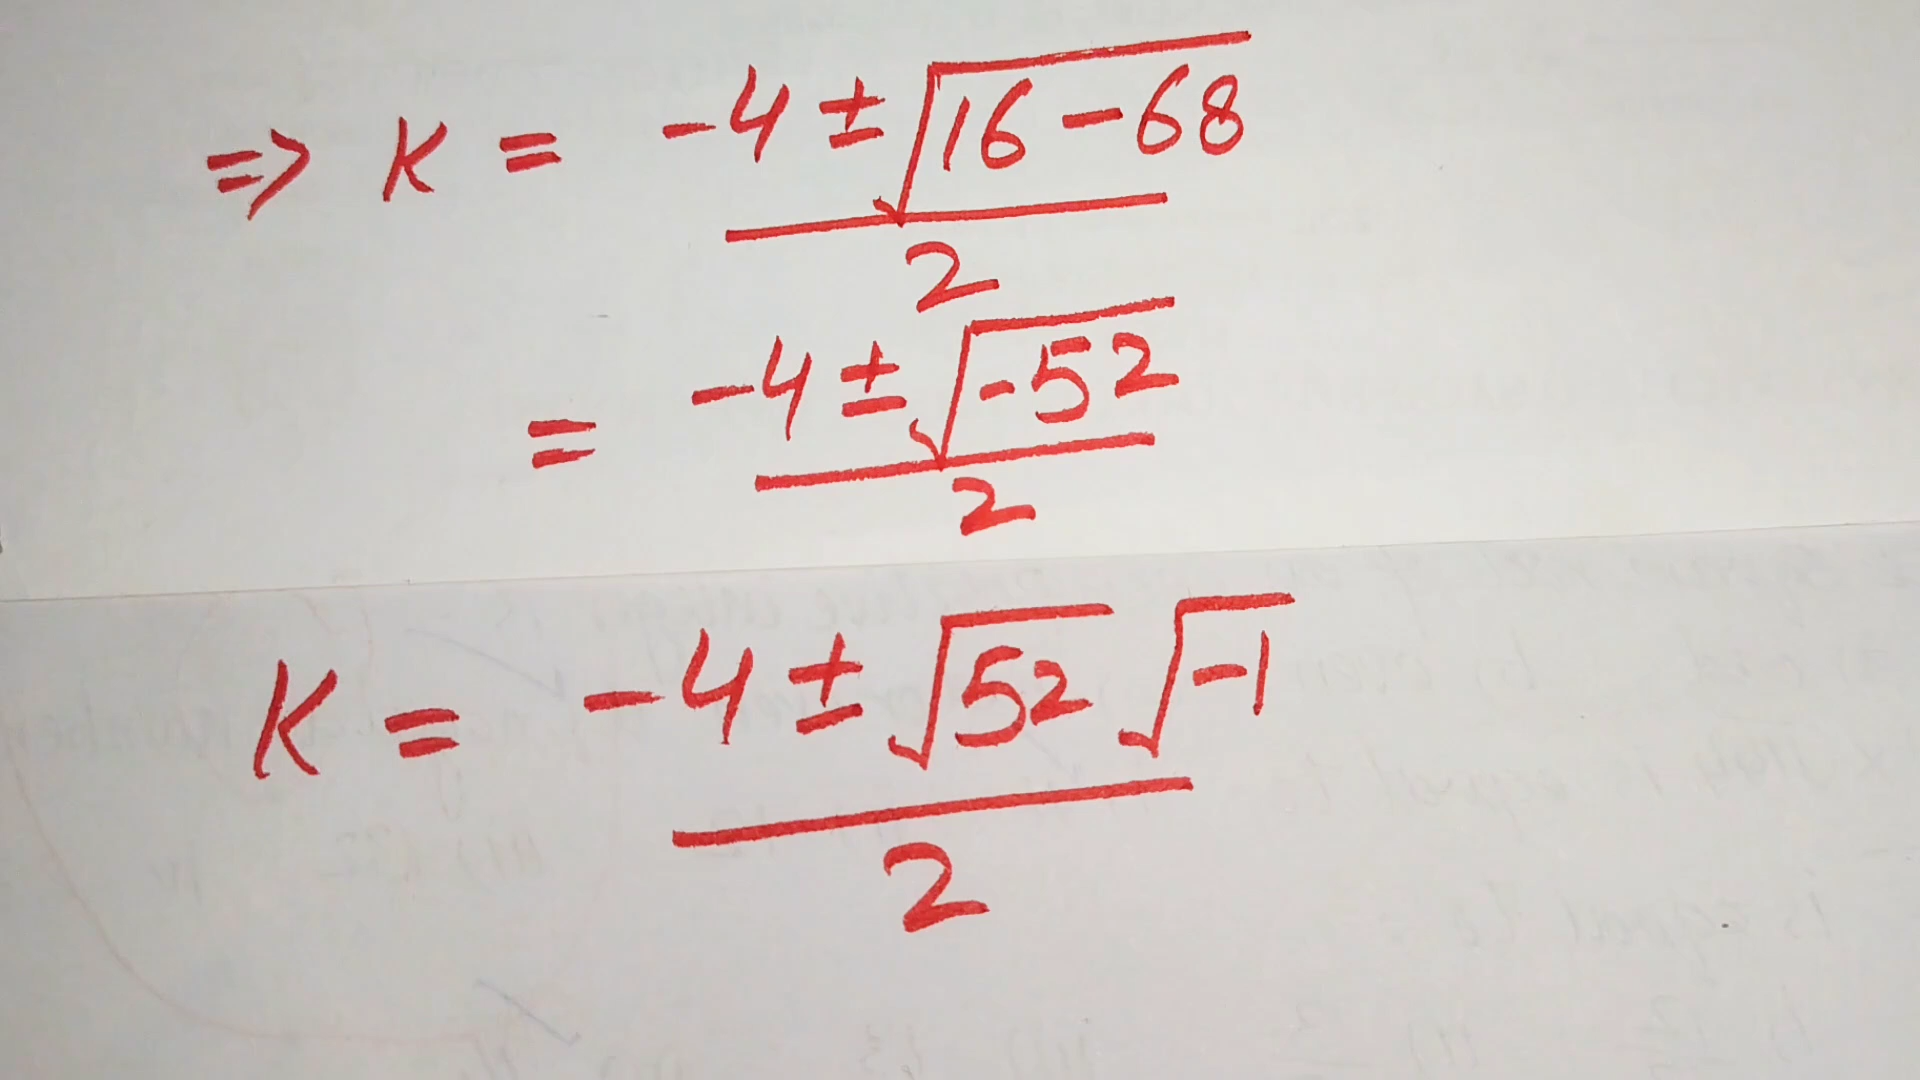 => K = (-4 ± √(16 - 68)) / 2
= (-4 ± √(-52)) / 2
K = (-4 ± √52 √-1) / 2